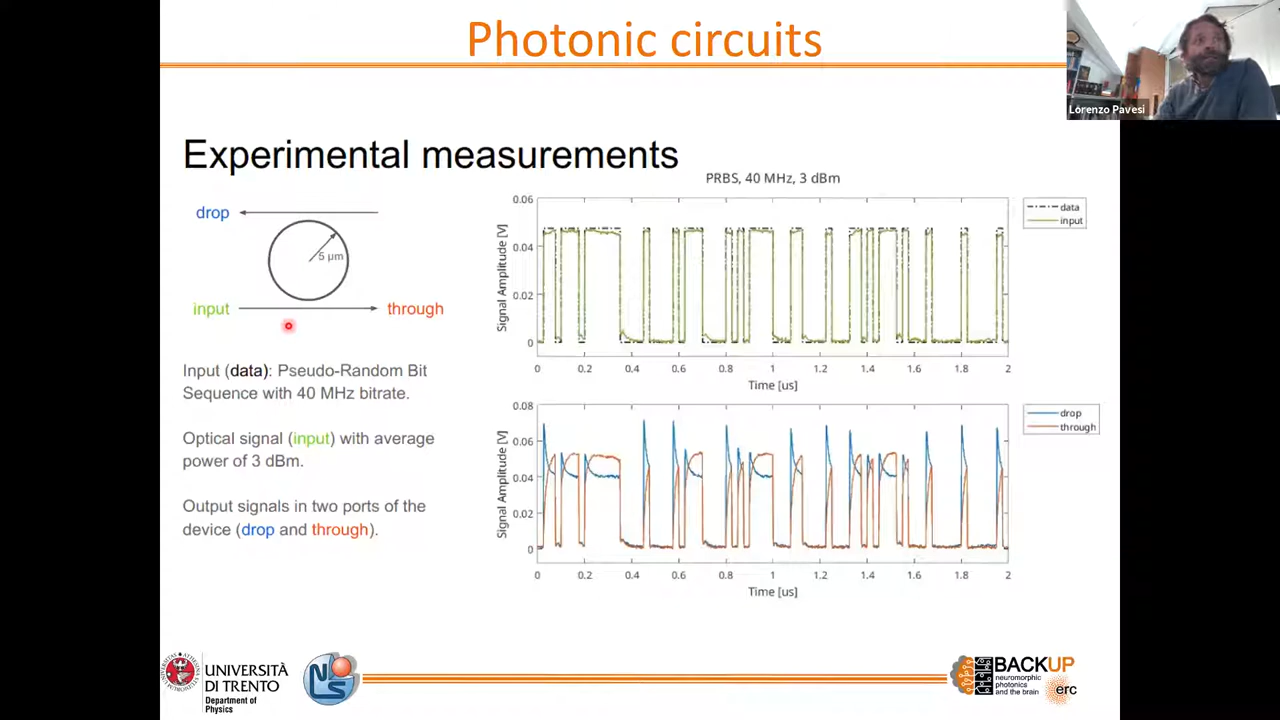 Photonic circuits
Lorenzo Pavesi
Experimental measurements
drop
5 μm
input
through
Input (data): Pseudo-Random Bit
Sequence with 40 MHz bitrate.
Optical signal (input) with average
power of 3 dBm.
Output signals in two ports of the
device (drop and through).
PRBS, 40 MHz, 3 dBm
Signal Amplitude [V]
0.06
0.04
0.02
0
0 0.2 0.4 0.6 0.8 1 1.2 1.4 1.6 1.8 2
Time [us]
data
input
Signal Amplitude [V]
0.08
0.06
0.04
0.02
0
0 0.2 0.4 0.6 0.8 1 1.2 1.4 1.6 1.8 2
Time [us]
drop
through
UNIVERSITÀ
DI TRENTO
Department of
Physics
NLS
BACKUP
neuromorphic
photonics
and the brain
erc